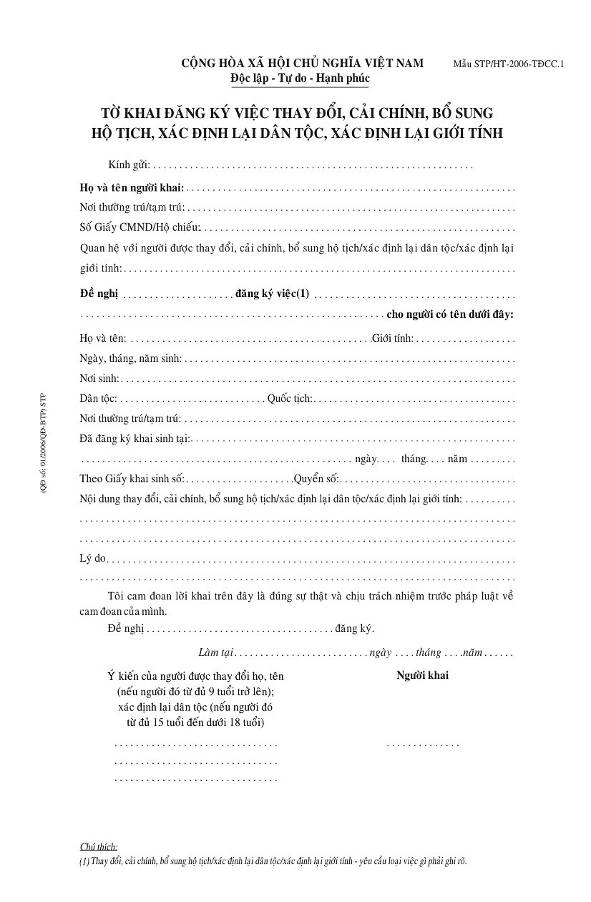 CỘNG HÒA XÃ HỘI CHỦ NGHĨA VIỆT NAM
Mẫu STP/HT-2006-TĐCC.1
Độc lập - Tự do - Hạnh phúc
TỜ KHAI ĐĂNG KÝ VIỆC THAY ĐỔI, CẢI CHÍNH, BỔ SUNG
HỘ TỊCH, XÁC ĐỊNH LẠI DÂN TỘC, XÁC ĐỊNH LẠI GIỚI TÍNH
Kính gửi: . . . . . . . . . . . . . . . . . . . .
Họ và tên người khai: . . . . . . . . . . . . . . . . . . . .
Nơi thường trú/tạm trú: . . . . . . . . . . . . . . . . . . . .
Số Giấy CMND/Hộ chiếu: . . . . . . . . . . . . . . . . . . . .
Quan hệ với người được thay đổi, cải chính, bổ sung hộ tịch/xác định lại dân tộc/xác định lại
giới tính: . . . . . . . . . . . . . . . . . . . .
Đề nghị . . . . . . . . . . đăng ký việc(1) . . . . . . . . . . . . . . .
. . . . . . . . . . . . . . . . . . . . cho người có tên dưới đây:
Họ và tên: . . . . . . . . . . . . . . . . . . . . Giới tính: . . . . . . . . . .
Ngày, tháng, năm sinh: . . . . . . . . . . . . . . . . . . . .
Nơi sinh: . . . . . . . . . . . . . . . . . . . .
Dân tộc: . . . . . . . . . . . . . . . Quốc tịch: . . . . . . . . . . . . . . .
Nơi thường trú/tạm trú: . . . . . . . . . . . . . . . . . . . .
Đã đăng ký khai sinh tại: . . . . . . . . . . . . . . . . . . . .
. . . . . . . . . . . . . . . . . . . . ngày . . . . tháng . . . . năm . . . . . . . .
Theo Giấy khai sinh số: . . . . . . . . . . Quyển số: . . . . . . . . . . . . . . .
Nội dung thay đổi, cải chính, bổ sung hộ tịch/xác định lại dân tộc/xác định lại giới tính: . . . . . . . . .
. . . . . . . . . . . . . . . . . . . .
. . . . . . . . . . . . . . . . . . . .
Lý do . . . . . . . . . . . . . . . . . . . .
. . . . . . . . . . . . . . . . . . . .
Tôi cam đoan lời khai trên đây là đúng sự thật và chịu trách nhiệm trước pháp luật về
cam đoan của mình.
Đề nghị . . . . . . . . . . . . . . . . . . . . đăng ký.
Làm tại . . . . . . . . . . . . . . . ngày . . . . tháng . . . . năm . . . . . .
Ý kiến của người được thay đổi họ, tên
(nếu người đó từ đủ 9 tuổi trở lên);
xác định lại dân tộc (nếu người đó
từ đủ 15 tuổi đến dưới 18 tuổi)
. . . . . . . . . . . . . . . . . . . .
. . . . . . . . . . . . . . . . . . . .
. . . . . . . . . . . . . . . . . . . .
Người khai
. . . . . . . . . . . . . .
Chú thích:
(1) Thay đổi, cải chính, bổ sung hộ tịch/xác định lại dân tộc/xác định lại giới tính - yêu cầu loại việc gì phải ghi rõ.
(QĐ số: 01/2006/QĐ-BTP) STP